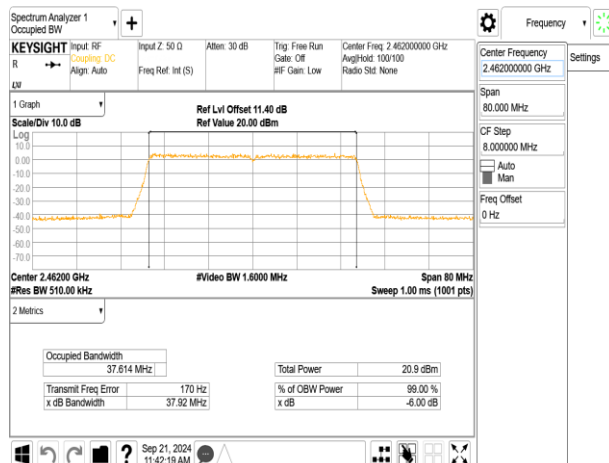 Spectrum Analyzer 1
Occupied BW
Frequency
KEYSIGHT
Input: RF
Coupling: DC
Align: Auto
Input Z: 50 Ω
Freq Ref: Int (S)
Atten: 30 dB
Trig: Free Run
Gate: Off
#IF Gain: Low
Center Freq: 2.462000000 GHz
Avg|Hold: 100/100
Radio Std: None
R
LXI
Center Frequency
2.462000000 GHz
Settings
Span
80.000 MHz
CF Step
8.000000 MHz
Auto
Man
Freq Offset
0 Hz
1 Graph
Scale/Div 10.0 dB
Ref Lvl Offset 11.40 dB
Ref Value 20.00 dBm
Log
10.0
0.00
-10.0
-20.0
-30.0
-40.0
-50.0
-60.0
-70.0
Center 2.46200 GHz
#Res BW 510.00 kHz
#Video BW 1.6000 MHz
Span 80 MHz
Sweep 1.00 ms (1001 pts)
2 Metrics
Occupied Bandwidth
37.614 MHz
Transmit Freq Error 170 Hz
x dB Bandwidth 37.92 MHz
Total Power 20.9 dBm
% of OBW Power 99.00 %
x dB -6.00 dB
?
Sep 21, 2024
11:42:19 AM